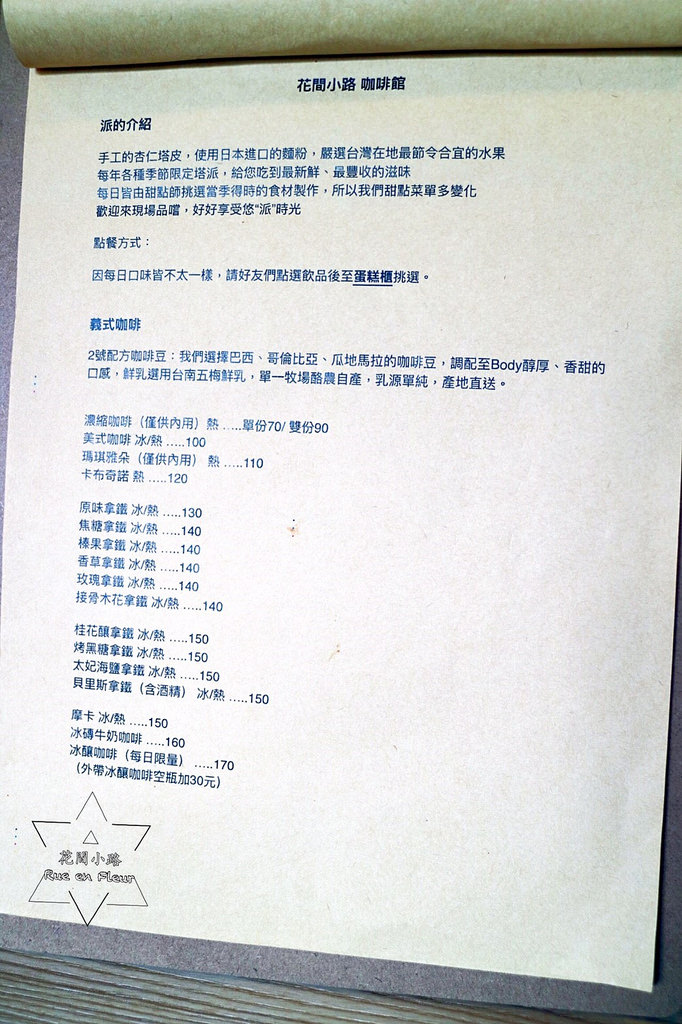 花間小路 咖啡館
派的介紹
手工的杏仁塔皮，使用日本進口的麵粉，嚴選台灣在地最節令合宜的水果
每年各種季節限定塔派，給您吃到最新鮮、最豐收的滋味
每日皆由甜點師挑選當季得時的食材製作，所以我們甜點菜單多變化
歡迎來現場品嚐，好好享受悠“派”時光
點餐方式：
因每日口味皆不太一樣，請好友們點選飲品後至蛋糕櫃挑選。
義式咖啡
2號配方咖啡豆：我們選擇巴西、哥倫比亞、瓜地馬拉的咖啡豆，調配至Body醇厚、香甜的
口感，鮮乳選用台南五梅鮮乳，單一牧場酪農自產，乳源單純，產地直送。
濃縮咖啡（僅供內用）熱 …..單份70/ 雙份90
美式咖啡 冰/熱 …..100
瑪琪雅朵（僅供內用） 熱 …..110
卡布奇諾 熱 …..120
原味拿鐵 冰/熱 …..130
焦糖拿鐵 冰/熱 …..140
榛果拿鐵 冰/熱 …..140
香草拿鐵 冰/熱 …..140
玫瑰拿鐵 冰/熱 …..140
接骨木花拿鐵 冰/熱 …..140
桂花釀拿鐵 冰/熱 …..150
烤黑糖拿鐵 冰/熱 …..150
太妃海鹽拿鐵 冰/熱 …..150
貝里斯拿鐵（含酒精） 冰/熱 …..150
摩卡 冰/熱 …..150
冰磚牛奶咖啡 …..160
冰釀咖啡（每日限量） …..170
（外帶冰釀咖啡空瓶加30元）
花間小路
Rue en Fleur